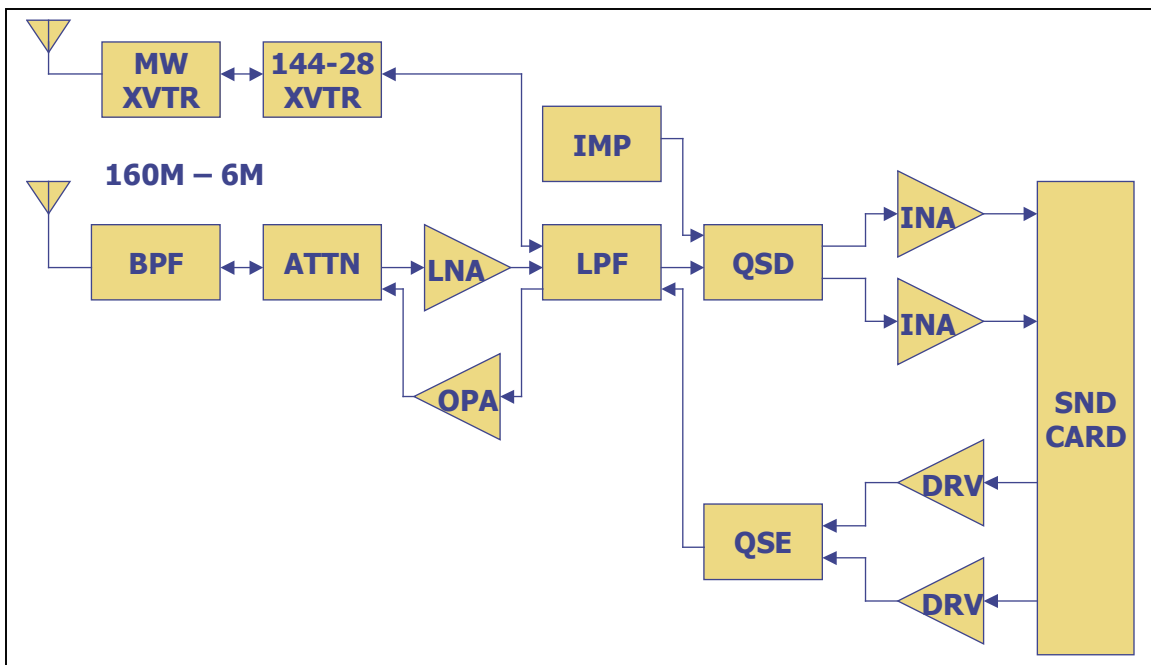 MW
XVTR
144-28
XVTR
IMP
160M – 6M
INA
BPF
ATTN
LNA
LPF
QSD
INA
OPA
SND
CARD
DRV
QSE
DRV